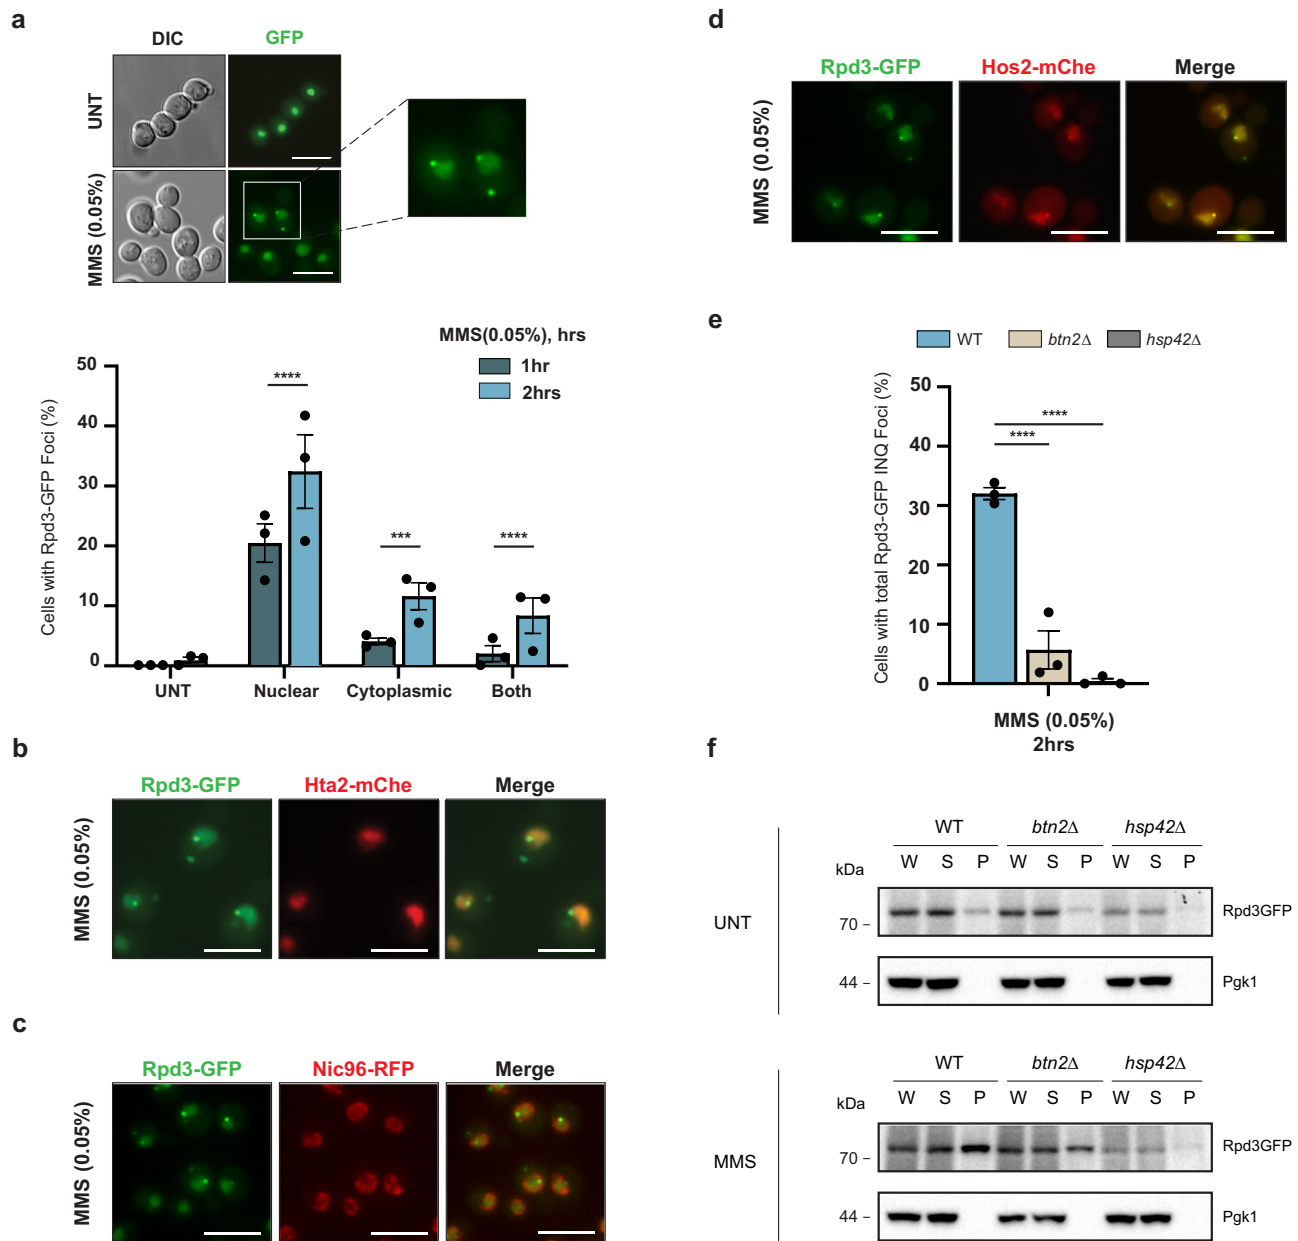 a
DIC
GFP
UNT
MMS (0.05%)
MMS(0.05%), hrs
1hr
2hrs
Cells with Rpd3-GFP Foci (%)
50
40
30
20
10
0
****
***
****
UNT
Nuclear
Cytoplasmic
Both
b
Rpd3-GFP
Hta2-mChe
Merge
MMS (0.05%)
c
Rpd3-GFP
Nic96-RFP
Merge
MMS (0.05%)
d
Rpd3-GFP
Hos2-mChe
Merge
MMS (0.05%)
e
WT
btn2Δ
hsp42Δ
Cells with total Rpd3-GFP INQ Foci (%)
50
40
30
20
10
0
****
****
MMS (0.05%)
2hrs
f
UNT
WT btn2Δ hsp42Δ
kDa W S P W S P W S P
70 – Rpd3GFP
44 – Pgk1
MMS
WT btn2Δ hsp42Δ
kDa W S P W S P W S P
70 – Rpd3GFP
44 – Pgk1